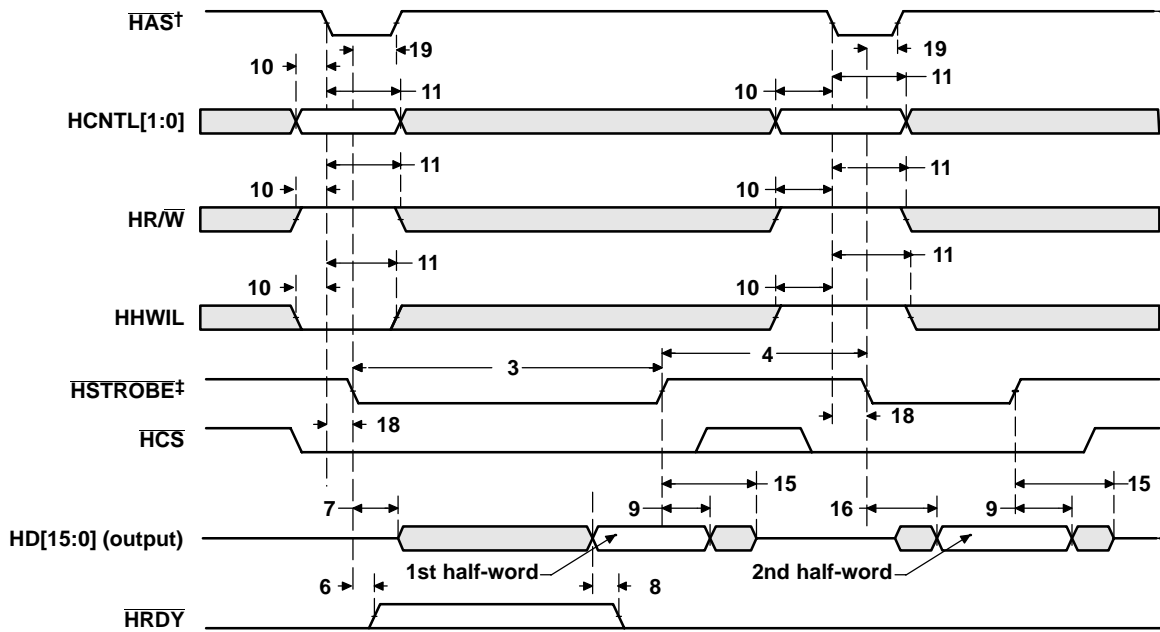 HAS†
19
19
10
11
10
11
HCNTL[1:0]
11
11
10
10
HR/W
11
11
10
10
HHWIL
3
4
HSTROBE‡
18
18
HCS
15
15
7
9
16
9
HD[15:0] (output)
1st half-word
2nd half-word
6
8
HRDY